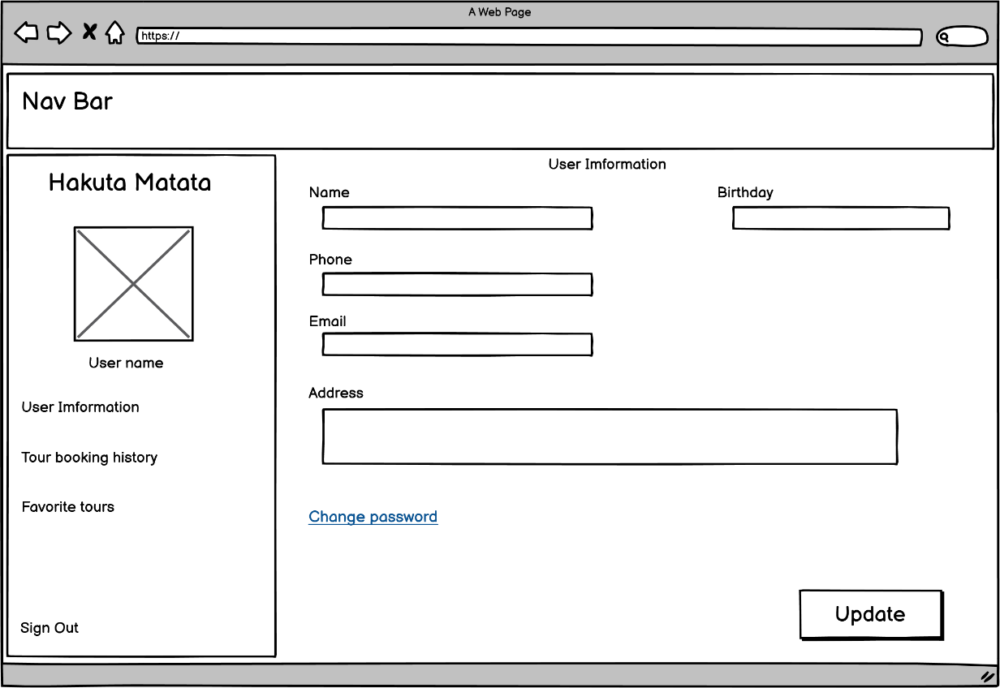 A Web Page
https://
Nav Bar
Hakuta Matata
User name
User Imformation
Tour booking history
Favorite tours
Sign Out
User Imformation
Name
Birthday
Phone
Email
Address
Change password
Update